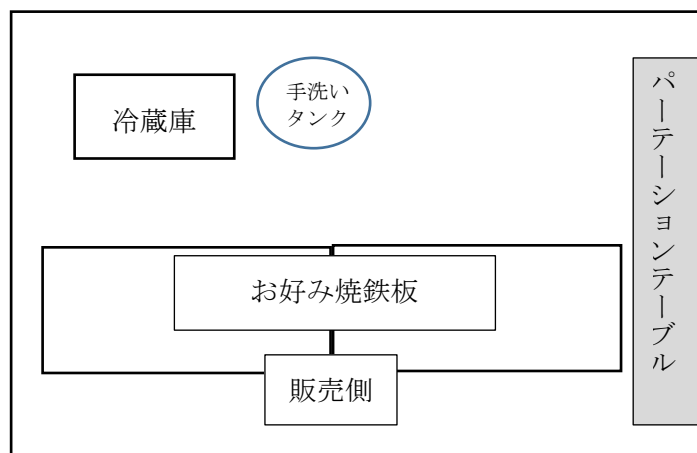 手洗い
タンク
冷蔵庫
パーテーションテーブル
お好み焼鉄板
販売側